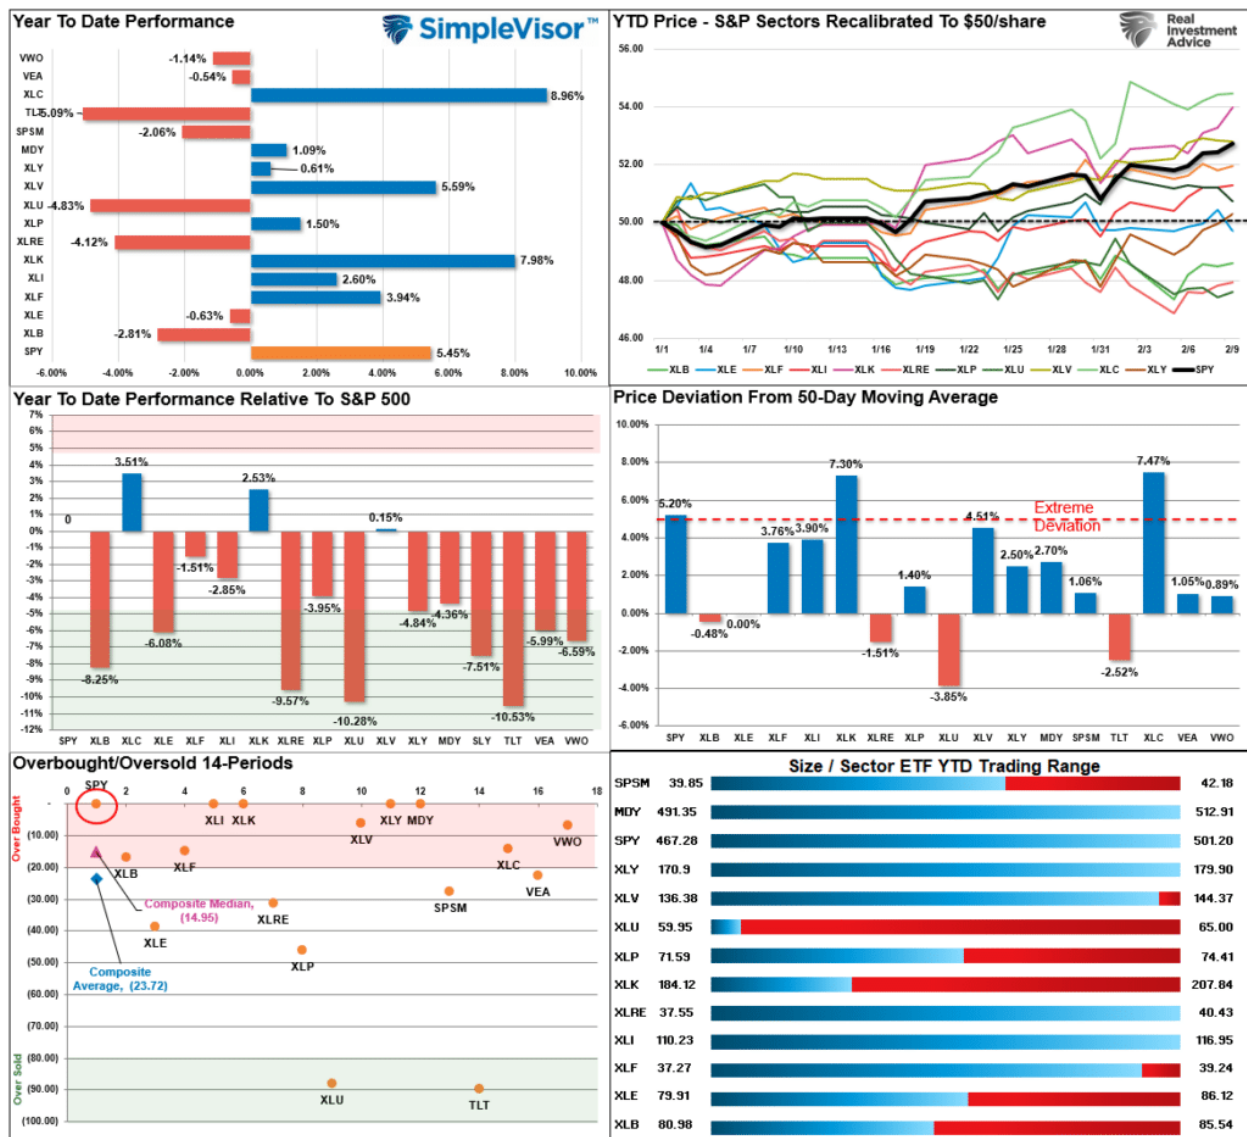 Year To Date Performance
SimpleVisor™
VWO
-1.14%
VEA
-0.54%
XLC
8.96%
TLT
-5.09%
SPSM
-2.06%
MDY
1.09%
XLY
0.61%
XLV
5.59%
XLU
-4.83%
XLP
1.50%
XLRE
-4.12%
XLK
7.98%
XLI
2.60%
XLF
3.94%
XLE
-0.63%
XLB
-2.81%
SPY
5.45%
-6.00% -4.00% -2.00% 0.00% 2.00% 4.00% 6.00% 8.00% 10.00%
YTD Price - S&P Sectors Recalibrated To $50/share
Real
Investment
Advice
56.00
54.00
52.00
50.00
48.00
46.00
1/1 1/4 1/7 1/10 1/13 1/16 1/19 1/22 1/25 1/28 1/31 2/3 2/6 2/9
XLB XLE XLF XLI XLK XLRE XLP XLU XLV XLC XLY SPY
Year To Date Performance Relative To S&P 500
7%
6%
5%
4%
3%
2%
1%
0%
-1%
-2%
-3%
-4%
-5%
-6%
-7%
-8%
-9%
-10%
-11%
-12%
0
-8.25%
3.51%
-6.08%
-1.51%
-2.85%
2.53%
-9.57%
-3.95%
-10.28%
0.15%
-4.84%
-4.36%
-7.51%
-10.53%
-5.99%
-6.59%
SPY XLB XLC XLE XLF XLI XLK XLRE XLP XLU XLV XLY MDY SLY TLT VEA VWO
Price Deviation From 50-Day Moving Average
10.00%
8.00%
6.00%
4.00%
2.00%
0.00%
-2.00%
-4.00%
-6.00%
Extreme
Deviation
5.20%
-0.48%
0.00%
3.76%
3.90%
7.30%
-1.51%
1.40%
-3.85%
4.51%
2.50%
2.70%
1.06%
-2.52%
7.47%
1.05%
0.89%
SPY XLB XLE XLF XLI XLK XLRE XLP XLU XLV XLY MDY SPSM TLT XLC VEA VWO
Overbought/Oversold 14-Periods
SPY
0 2 4 6 8 10 12 14 16 18
-
(10.00)
(20.00)
(30.00)
(40.00)
(50.00)
(60.00)
(70.00)
(80.00)
(90.00)
(100.00)
Over Bought
Over Sold
XLI XLK XLY MDY
XLV VWO
XLB XLF XLC
VEA
Composite Median,
(14.95)
SPSM
XLRE
XLE
XLP
Composite
Average, (23.72)
XLU TLT
Size / Sector ETF YTD Trading Range
SPSM 39.85 42.18
MDY 491.35 512.91
SPY 467.28 501.20
XLY 170.9 179.90
XLV 136.38 144.37
XLU 59.95 65.00
XLP 71.59 74.41
XLK 184.12 207.84
XLRE 37.55 40.43
XLI 110.23 116.95
XLF 37.27 39.24
XLE 79.91 86.12
XLB 80.98 85.54